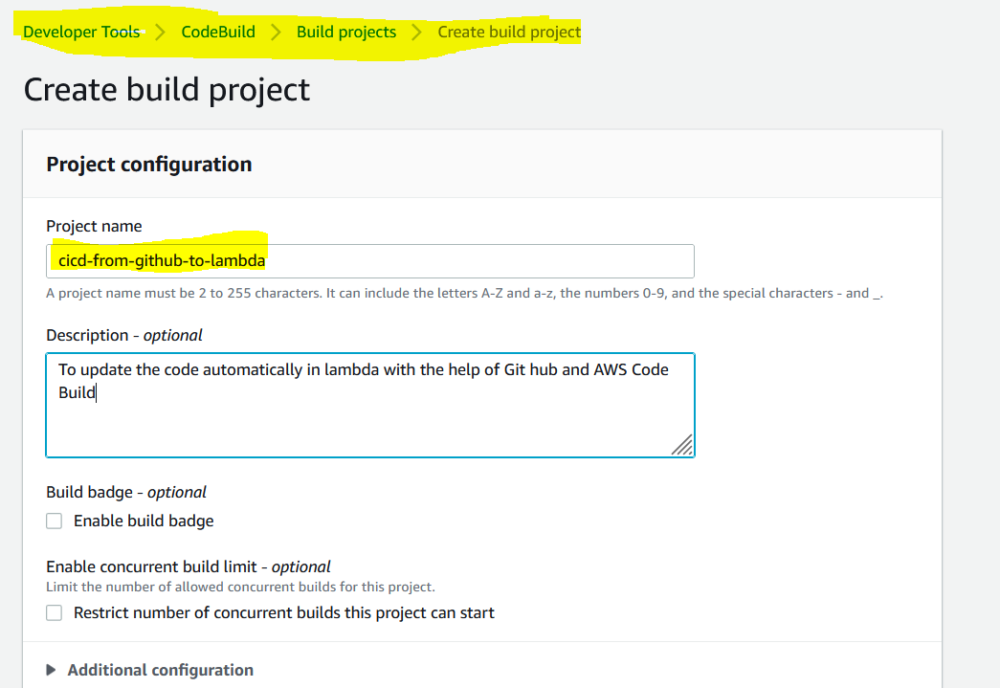 Developer Tools > CodeBuild > Build projects > Create build project
Create build project
Project configuration
Project name
cicd-from-github-to-lambda
A project name must be 2 to 255 characters. It can include the letters A-Z and a-z, the numbers 0-9, and the special characters - and _.
Description - optional
To update the code automatically in lambda with the help of Git hub and AWS Code
Build
Build badge - optional
Enable build badge
Enable concurrent build limit - optional
Limit the number of allowed concurrent builds for this project.
Restrict number of concurrent builds this project can start
Additional configuration